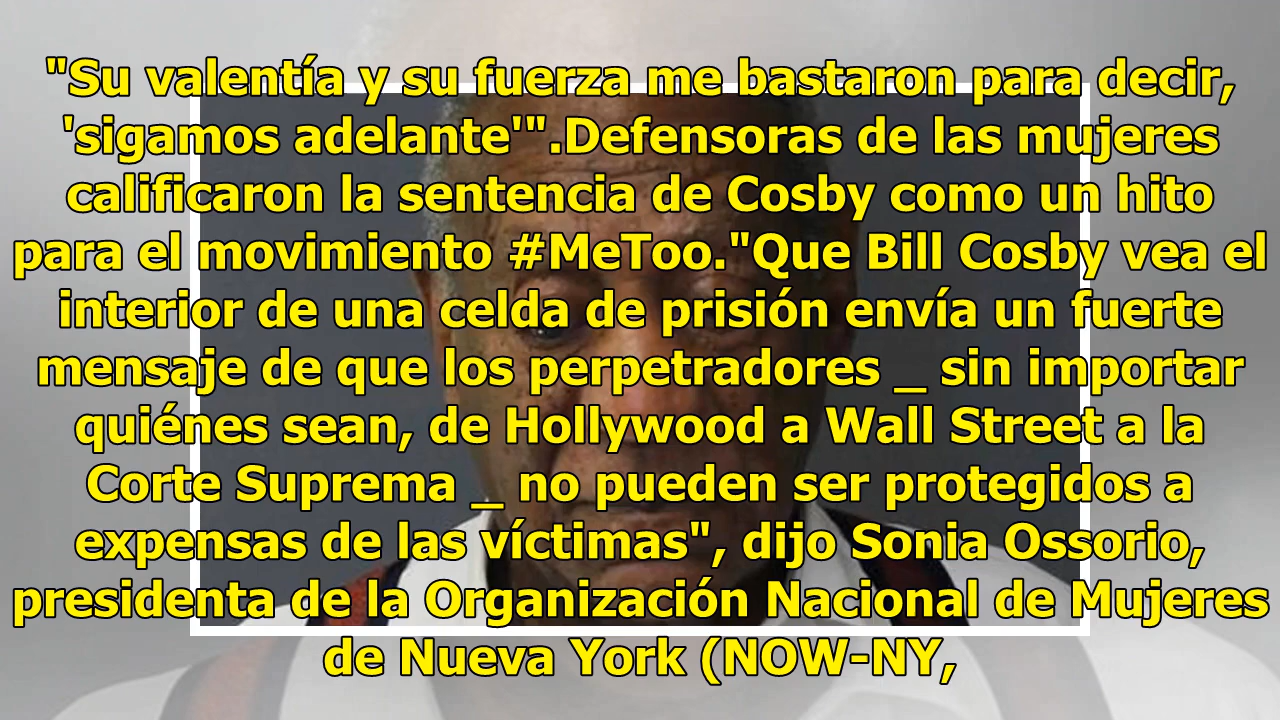 "Su valentía y su fuerza me bastaron para decir,
'sigamos adelante'".Defensoras de las mujeres
calificaron la sentencia de Cosby como un hito
para el movimiento #MeToo."Que Bill Cosby vea el
interior de una celda de prisión envía un fuerte
mensaje de que los perpetradores _ sin importar
quiénes sean, de Hollywood a Wall Street a la
Corte Suprema _ no pueden ser protegidos a
expensas de las víctimas", dijo Sonia Ossorio,
presidenta de la Organización Nacional de Mujeres
de Nueva York (NOW-NY,